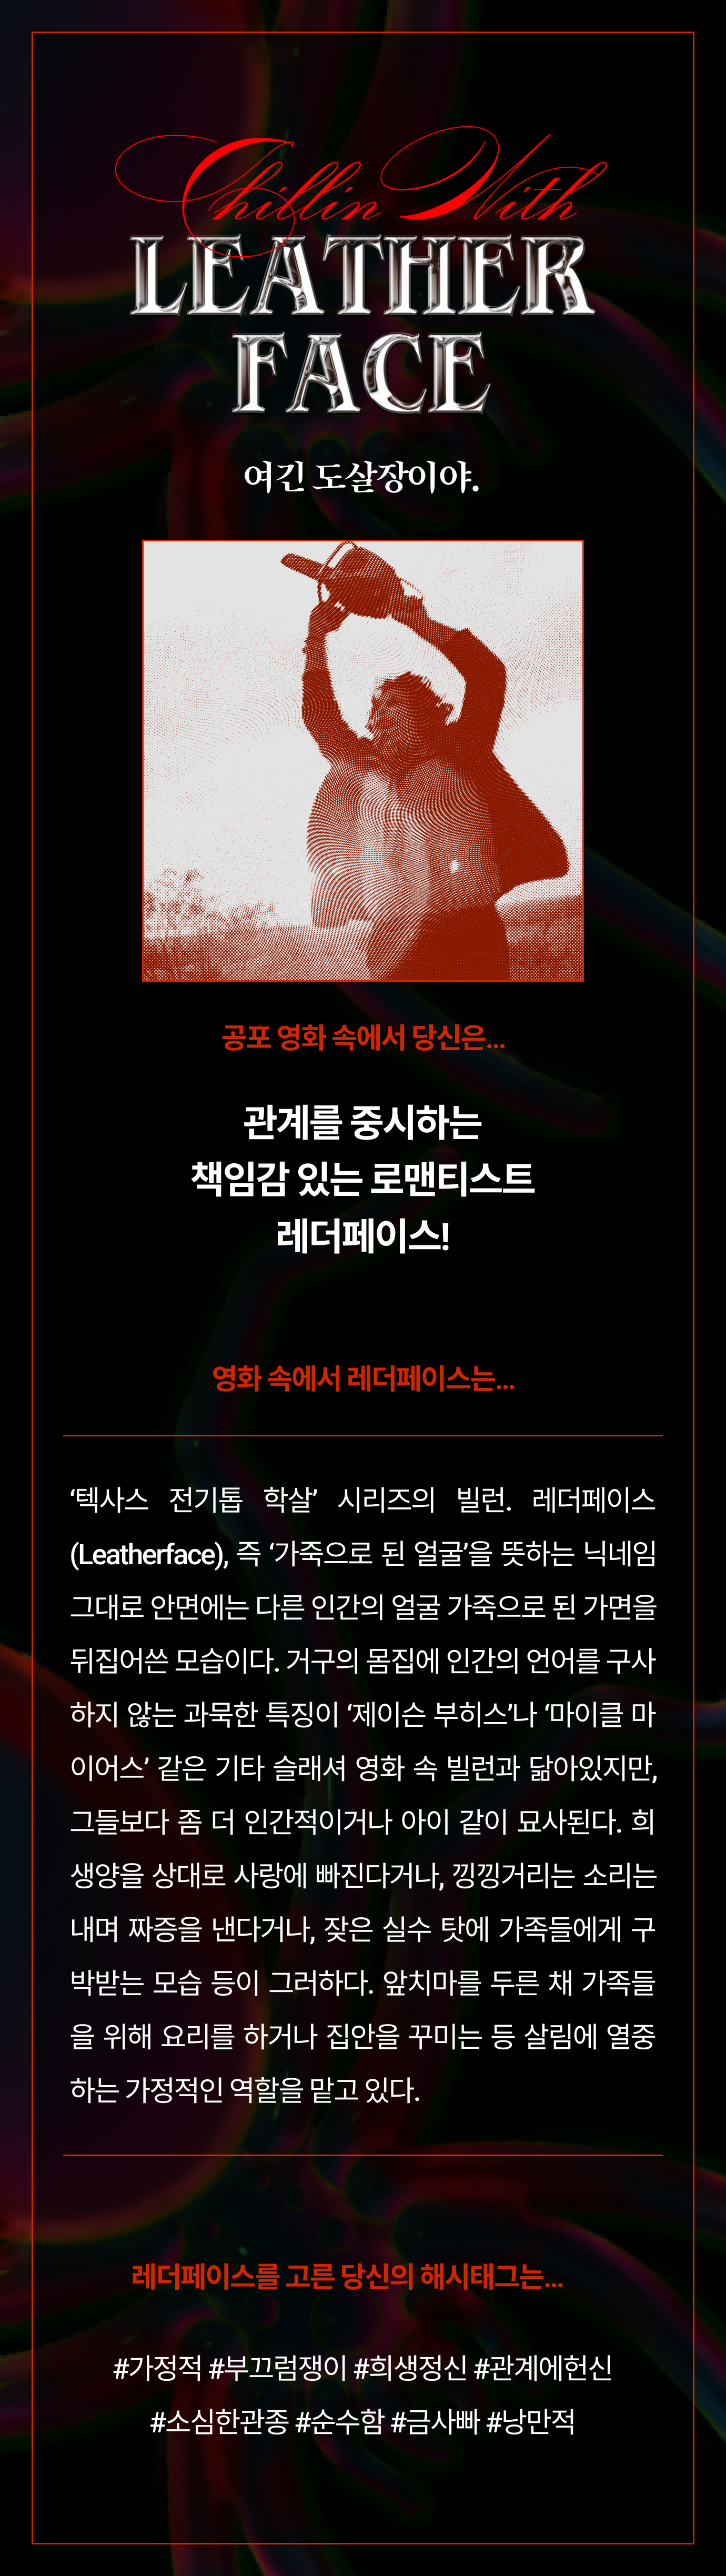 Chillin With
LEATHER
FACE
여긴 도살장이야.
공포 영화 속에서 당신은...
관계를 중시하는
책임감 있는 로맨티스트
레더페이스!
영화 속에서 레더페이스는...
‘텍사스 전기톱 학살’ 시리즈의 빌런. 레더페이스
(Leatherface), 즉 ‘가죽으로 된 얼굴’을 뜻하는 닉네임
그대로 안면에는 다른 인간의 얼굴 가죽으로 된 가면을
뒤집어쓴 모습이다. 거구의 몸집에 인간의 언어를 구사
하지 않는 과묵한 특징이 ‘제이슨 부히스’나 ‘마이클 마
이어스’ 같은 기타 슬래셔 영화 속 빌런과 닮아있지만,
그들보다 좀 더 인간적이거나 아이 같이 묘사된다. 희
생양을 상대로 사랑에 빠진다거나, 낑낑거리는 소리는
내며 짜증을 낸다거나, 잦은 실수 탓에 가족들에게 구
박받는 모습 등이 그러하다. 앞치마를 두른 채 가족들
을 위해 요리를 하거나 집안을 꾸미는 등 살림에 열중
하는 가정적인 역할을 맡고 있다.
레더페이스를 고른 당신의 해시태그는...
#가정적 #부끄럼쟁이 #희생정신 #관계에헌신
#소심한관종 #순수함 #금사빠 #낭만적